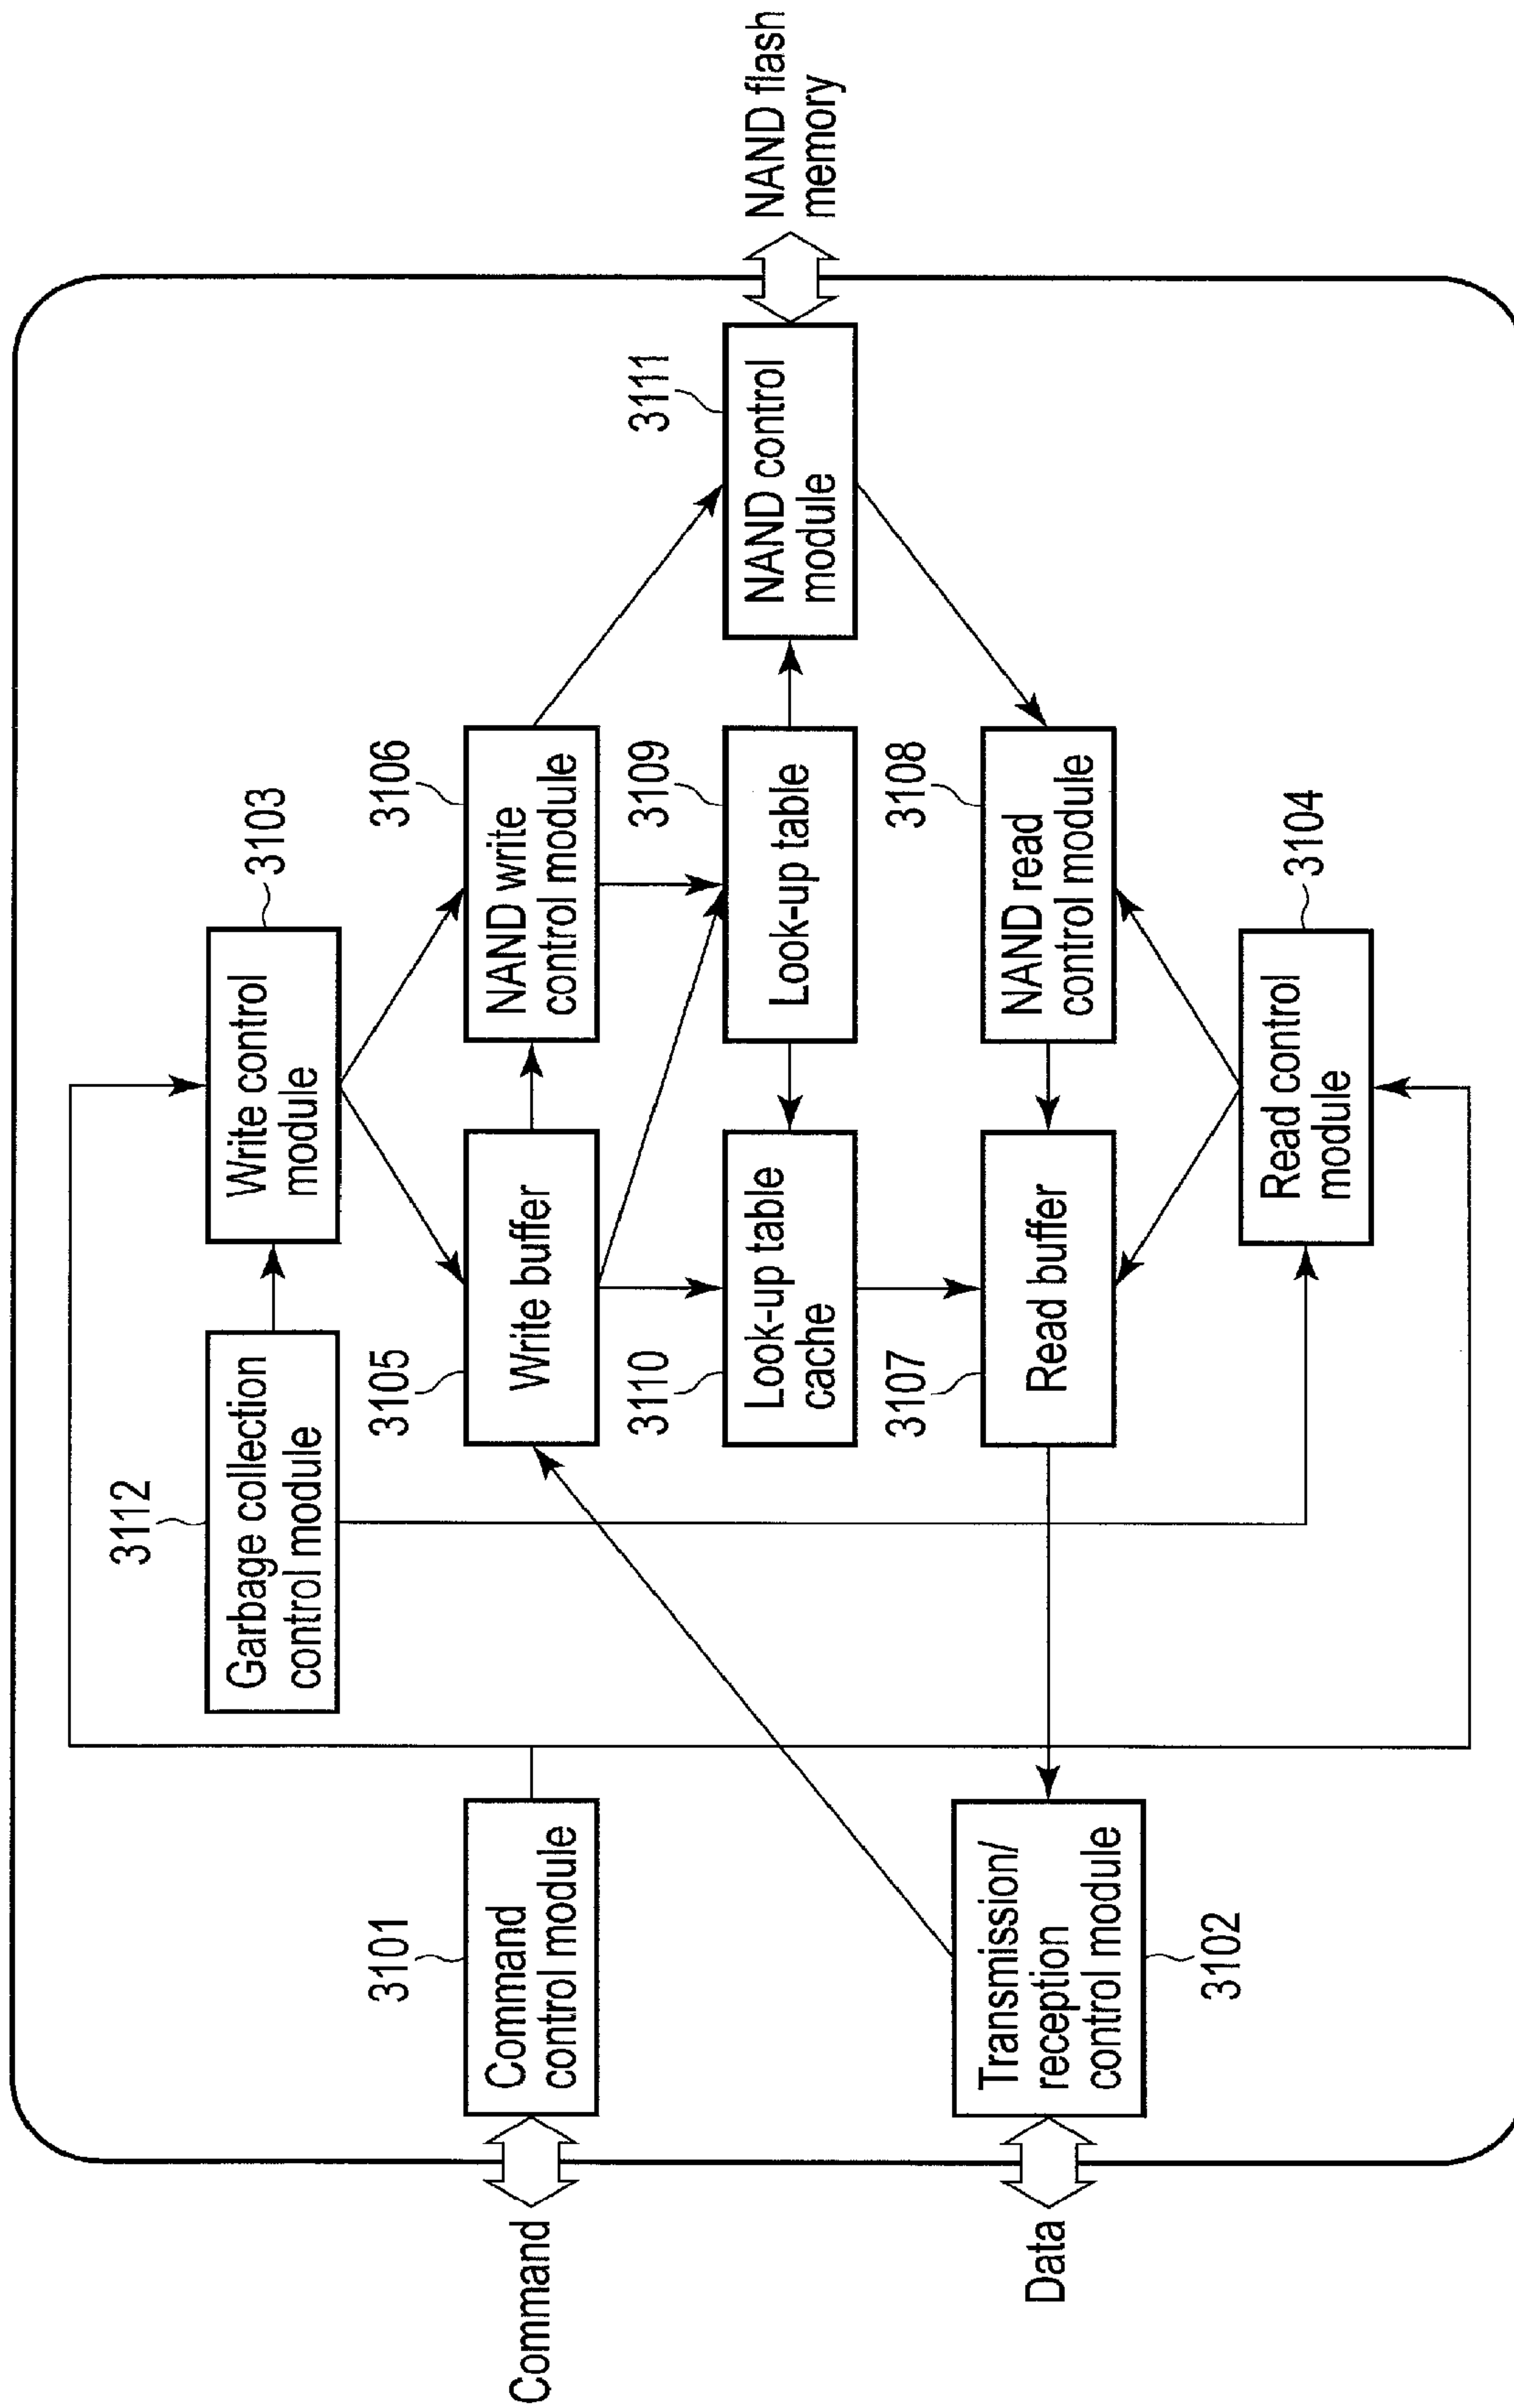 3112
Garbage collection
control module
Write control
module
3103
3101
Command
control module
Command
3105
Write buffer
3106
NAND write
control module
3110
Look-up table
cache
3109
Look-up table
3111
NAND control
module
NAND flash
memory
3107
Read buffer
3108
NAND read
control module
Data
Transmission/
reception
control module
3102
Read control
module
3104